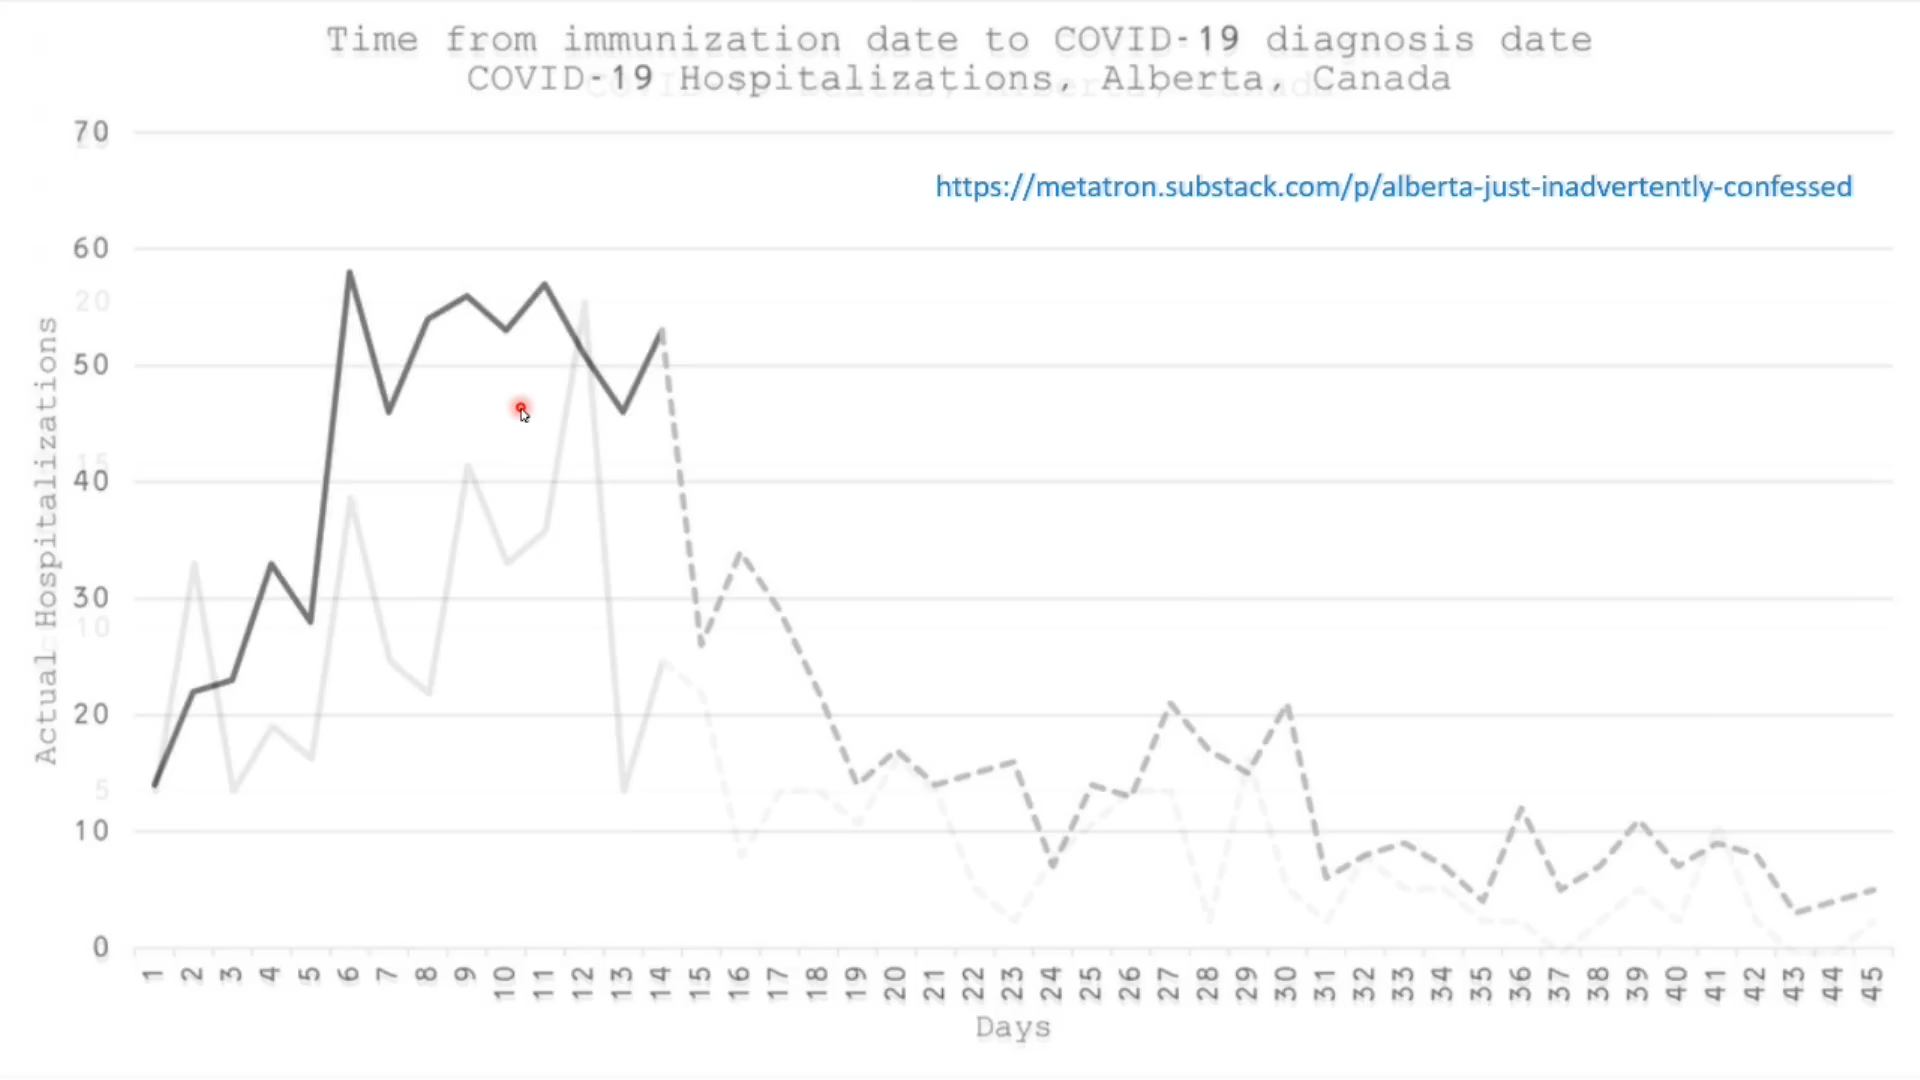 Time from immunization date to COVID-19 diagnosis date
COVID-19 Hospitalizations, Alberta, Canada
https://metatron.substack.com/p/alberta-just-inadvertently-confessed
Actual Hospitalizations
70
60
50
40
30
20
10
0
20
15
10
5
1 2 3 4 5 6 7 8 9 10 11 12 13 14 15 16 17 18 19 20 21 22 23 24 25 26 27 28 29 30 31 32 33 34 35 36 37 38 39 40 41 42 43 44 45
Days